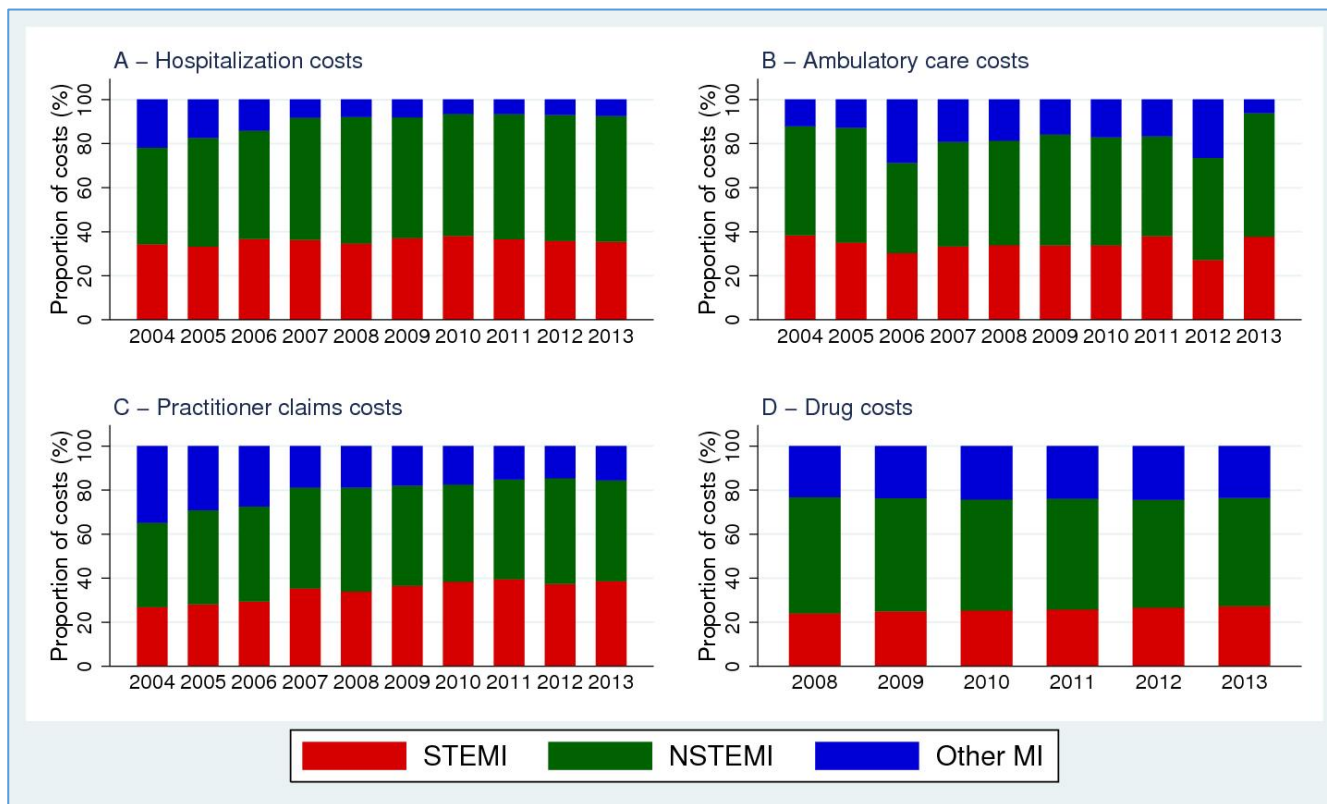 A – Hospitalization costs
Proportion of costs (%)
100
80
60
40
20
0
2004 2005 2006 2007 2008 2009 2010 2011 2012 2013
B – Ambulatory care costs
Proportion of costs (%)
100
80
60
40
20
0
2004 2005 2006 2007 2008 2009 2010 2011 2012 2013
C – Practitioner claims costs
Proportion of costs (%)
100
80
60
40
20
0
2004 2005 2006 2007 2008 2009 2010 2011 2012 2013
D – Drug costs
Proportion of costs (%)
100
80
60
40
20
0
2008 2009 2010 2011 2012 2013
STEMI NSTEMI Other MI